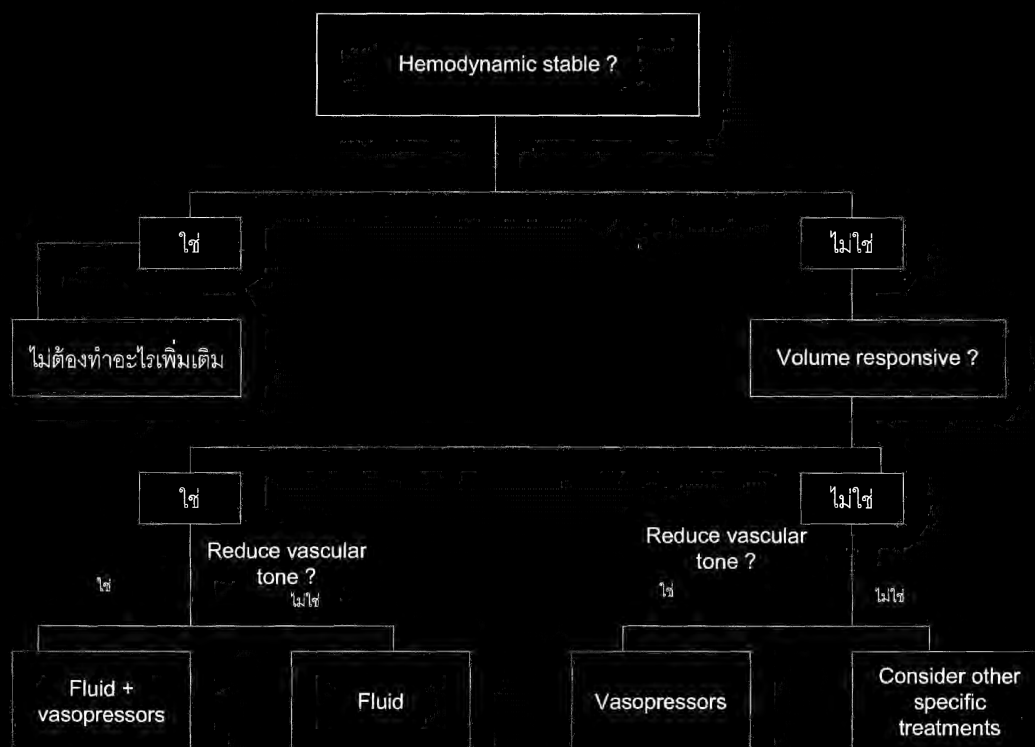 Hemodynamic stable ?
ใช่
ไม่ใช่
ไม่ต้องทำอะไรเพิ่มเติม
Volume responsive ?
ใช่
ไม่ใช่
Reduce vascular
tone ?
ใช่
ไม่ใช่
Reduce vascular
tone ?
ใช่
ไม่ใช่
Fluid +
vasopressors
Fluid
Vasopressors
Consider other
specific
treatments